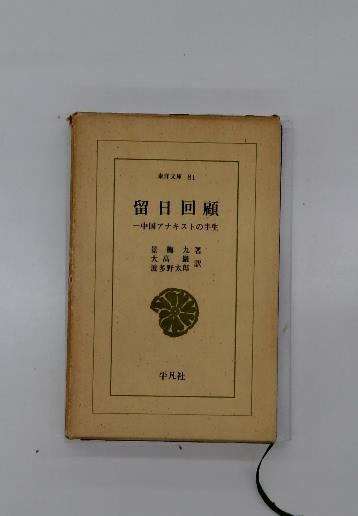 東洋文庫 81
留日回顧
一中国アナキストの半生
景梅九著
大高巌
波多野太郎 訳
平凡社